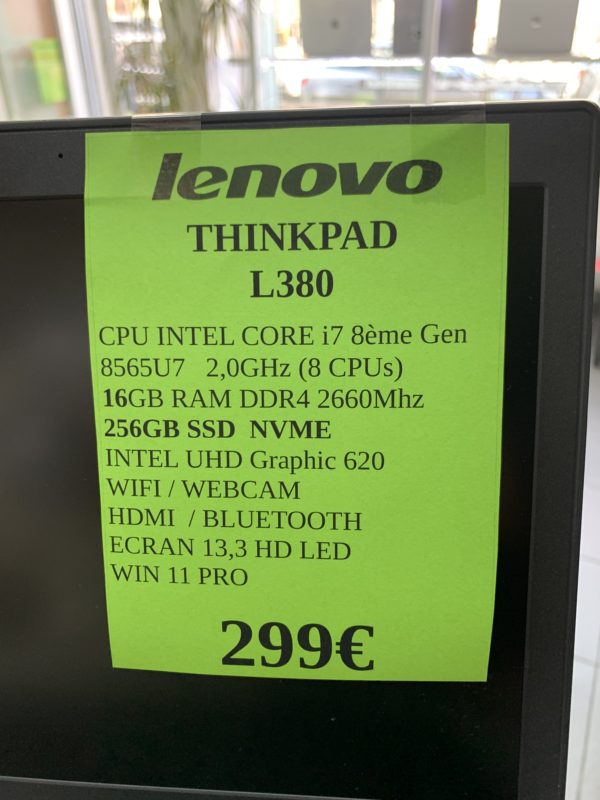 lenovo
THINKPAD
L380
CPU INTEL CORE i7 8ème Gen
8565U7 2,0GHz (8 CPUs)
16GB RAM DDR4 2660Mhz
256GB SSD NVME
INTEL UHD Graphic 620
WIFI / WEBCAM
HDMI / BLUETOOTH
ECRAN 13,3 HD LED
WIN 11 PRO
299€